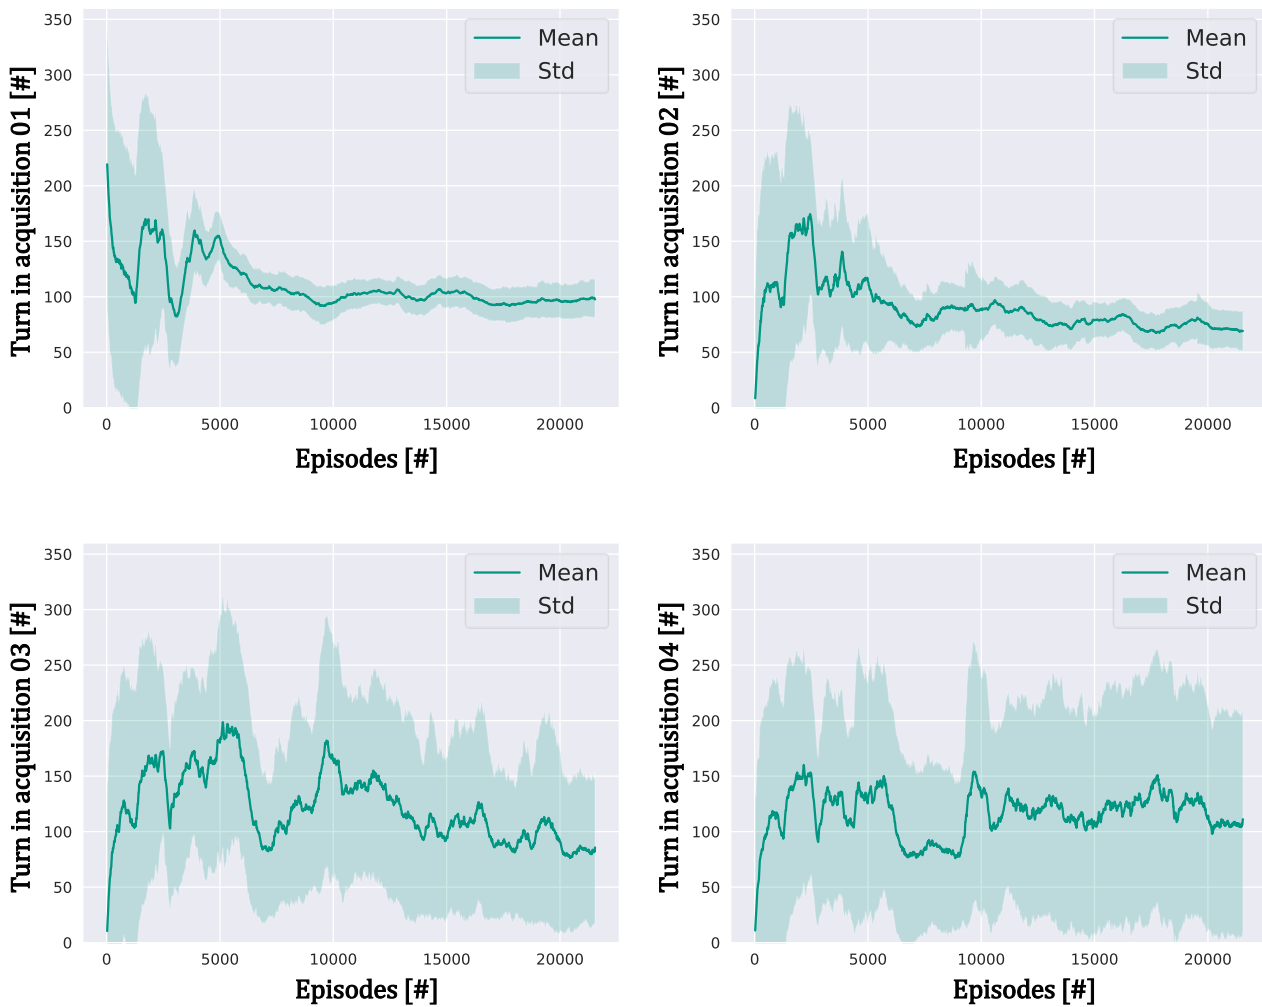 350
300
250
200
150
100
50
0
Turn in acquisition 01 [#]
Mean
Std
0 5000 10000 15000 20000
Episodes [#]
350
300
250
200
150
100
50
0
Turn in acquisition 02 [#]
Mean
Std
0 5000 10000 15000 20000
Episodes [#]
350
300
250
200
150
100
50
0
Turn in acquisition 03 [#]
Mean
Std
0 5000 10000 15000 20000
Episodes [#]
350
300
250
200
150
100
50
0
Turn in acquisition 04 [#]
Mean
Std
0 5000 10000 15000 20000
Episodes [#]